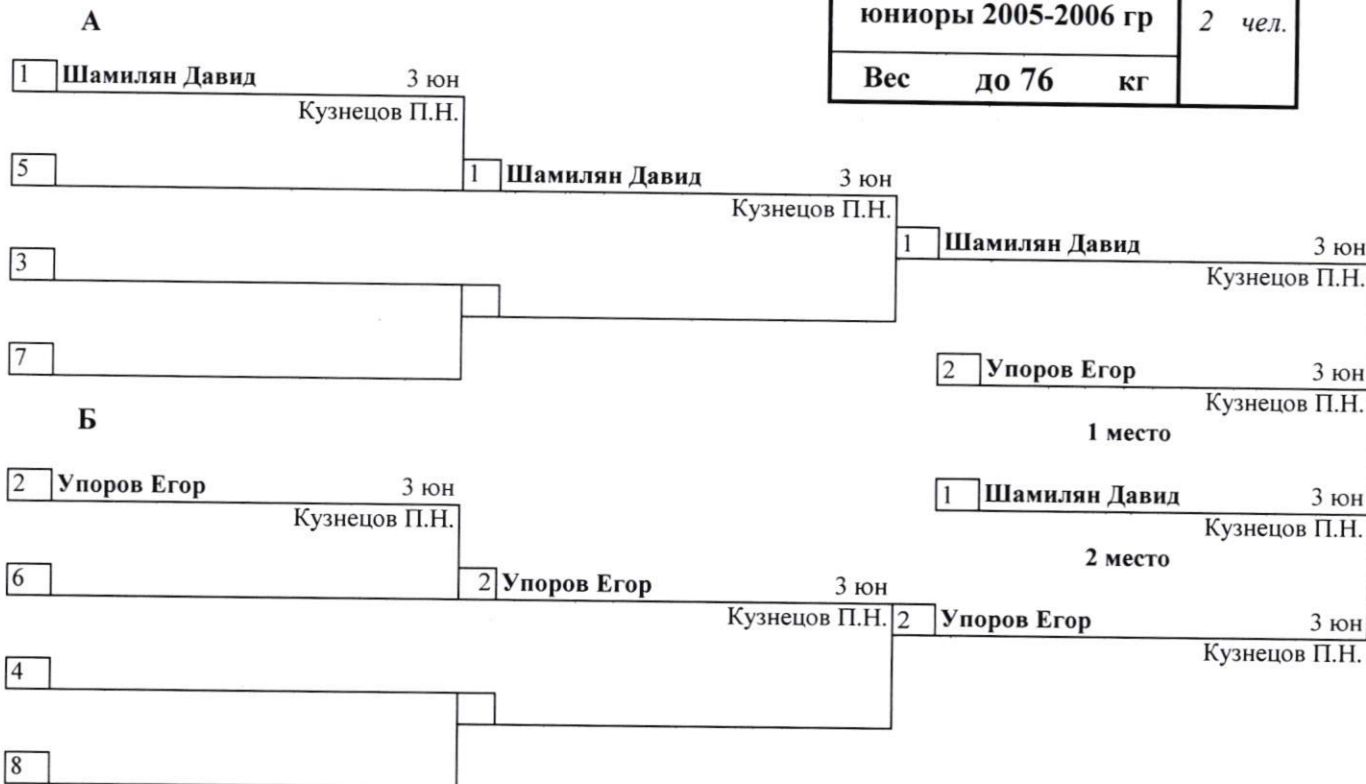 юниоры 2005-2006 гр
2 чел.
Вес до 76 кг
А
1 Шамилян Давид 3 юн
Кузнецов П.Н.
5
1 Шамилян Давид 3 юн
Кузнецов П.Н.
3
1 Шамилян Давид 3 юн
Кузнецов П.Н.
7
2 Упоров Егор 3 юн
Кузнецов П.Н.
1 место
Б
2 Упоров Егор 3 юн
Кузнецов П.Н.
1 Шамилян Давид 3 юн
Кузнецов П.Н.
2 место
6
2 Упоров Егор 3 юн
Кузнецов П.Н.
2 Упоров Егор 3 юн
Кузнецов П.Н.
4
8